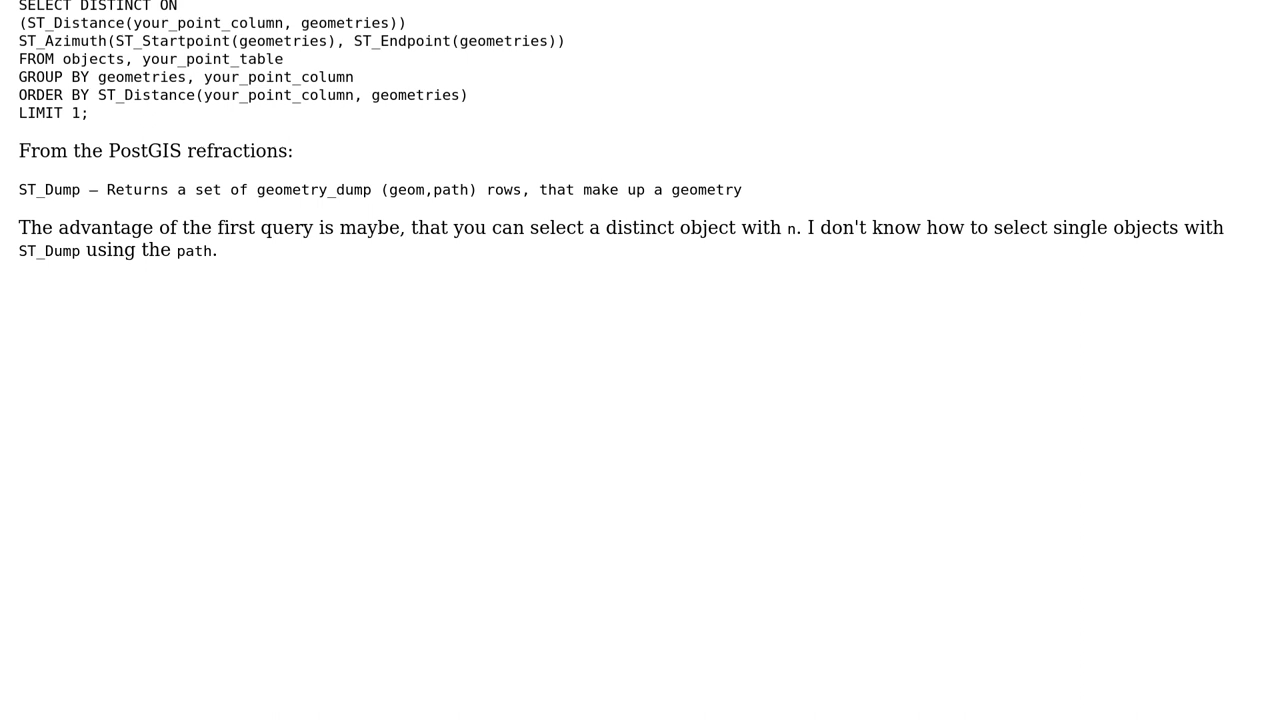 SELECT DISTINCT ON
(ST_Distance(your_point_column, geometries))
ST_Azimuth(ST_Startpoint(geometries), ST_Endpoint(geometries))
FROM objects, your_point_table
GROUP BY geometries, your_point_column
ORDER BY ST_Distance(your_point_column, geometries)
LIMIT 1;
From the PostGIS refractions:
ST_Dump — Returns a set of geometry_dump (geom,path) rows, that make up a geometry
The advantage of the first query is maybe, that you can select a distinct object with n. I don't know how to select single objects with
ST_Dump using the path.